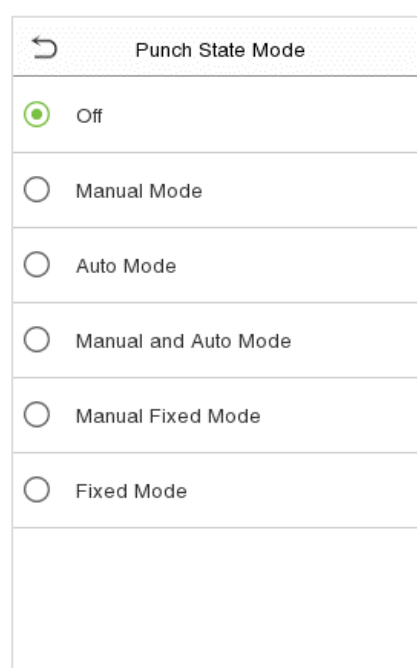 Punch State Mode
Off
Manual Mode
Auto Mode
Manual and Auto Mode
Manual Fixed Mode
Fixed Mode